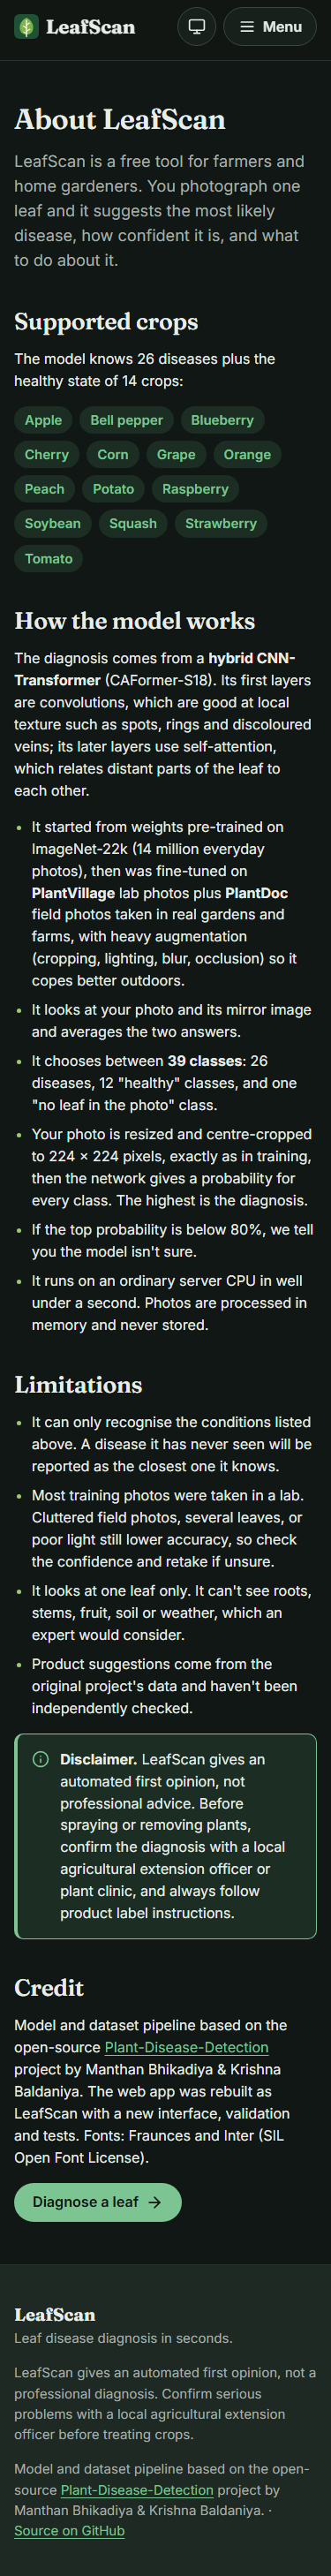 LeafScan
Menu
About LeafScan
LeafScan is a free tool for farmers and
home gardeners. You photograph one
leaf and it suggests the most likely
disease, how confident it is, and what
to do about it.
Supported crops
The model knows 26 diseases plus the
healthy state of 14 crops:
Apple Bell pepper Blueberry
Cherry Corn Grape Orange
Peach Potato Raspberry
Soybean Squash Strawberry
Tomato
How the model works
The diagnosis comes from a hybrid CNN-
Transformer (CAFormer-S18). Its first layers
are convolutions, which are good at local
texture such as spots, rings and discoloured
veins; its later layers use self-attention,
which relates distant parts of the leaf to
each other.
• It started from weights pre-trained on
ImageNet-22k (14 million everyday
photos), then was fine-tuned on
PlantVillage lab photos plus PlantDoc
field photos taken in real gardens and
farms, with heavy augmentation
(cropping, lighting, blur, occlusion) so it
copes better outdoors.
• It looks at your photo and its mirror image
and averages the two answers.
• It chooses between 39 classes: 26
diseases, 12 "healthy" classes, and one
"no leaf in the photo" class.
• Your photo is resized and centre-cropped
to 224 × 224 pixels, exactly as in training,
then the network gives a probability for
every class. The highest is the diagnosis.
• If the top probability is below 80%, we tell
you the model isn't sure.
• It runs on an ordinary server CPU in well
under a second. Photos are processed in
memory and never stored.
Limitations
• It can only recognise the conditions listed
above. A disease it has never seen will be
reported as the closest one it knows.
• Most training photos were taken in a lab.
Cluttered field photos, several leaves, or
poor light still lower accuracy, so check
the confidence and retake if unsure.
• It looks at one leaf only. It can't see roots,
stems, fruit, soil or weather, which an
expert would consider.
• Product suggestions come from the
original project's data and haven't been
independently checked.
Disclaimer. LeafScan gives an
automated first opinion, not
professional advice. Before
spraying or removing plants,
confirm the diagnosis with a local
agricultural extension officer or
plant clinic, and always follow
product label instructions.
Credit
Model and dataset pipeline based on the
open-source Plant-Disease-Detection
project by Manthan Bhikadiya & Krishna
Baldaniya. The web app was rebuilt as
LeafScan with a new interface, validation
and tests. Fonts: Fraunces and Inter (SIL
Open Font License).
Diagnose a leaf →
LeafScan
Leaf disease diagnosis in seconds.
LeafScan gives an automated first opinion, not a
professional diagnosis. Confirm serious
problems with a local agricultural extension
officer before treating crops.
Model and dataset pipeline based on the open-
source Plant-Disease-Detection project by
Manthan Bhikadiya & Krishna Baldaniya. ·
Source on GitHub